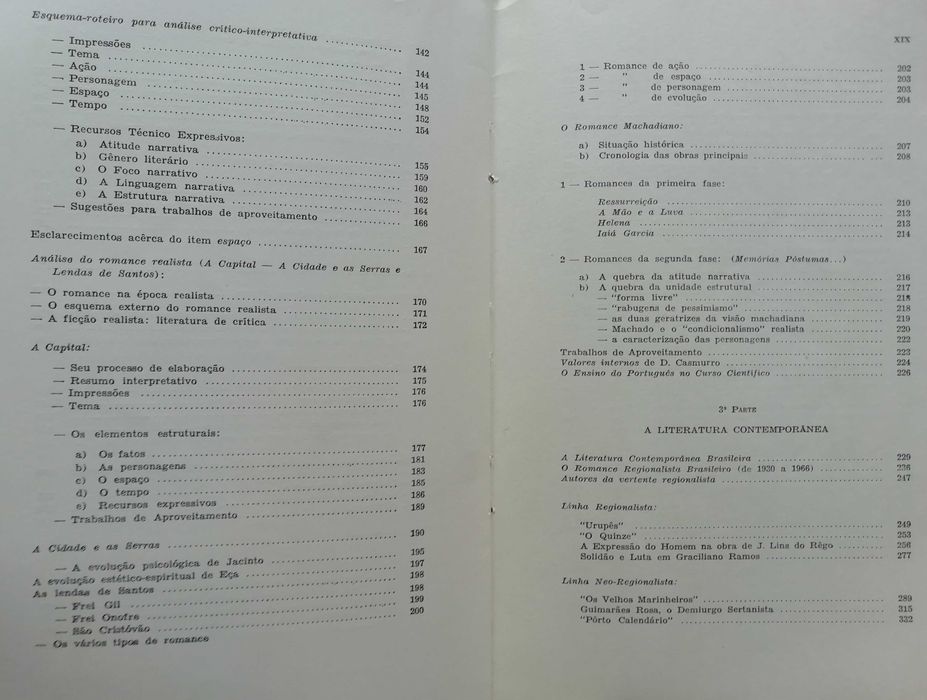 Esquema-roteiro para análise crítico-interpretativa ................ 142
— Impressões ................ 144
— Tema ................ 144
— Ação ................ 145
— Personagem ................ 148
— Espaço ................ 152
— Tempo ................ 154
— Recursos Técnico Expressivos:
a) Atitude narrativa ................ 155
b) Gênero literário ................ 159
c) O Foco narrativo ................ 160
d) A Linguagem narrativa ................ 162
e) A Estrutura narrativa ................ 164
— Sugestões para trabalhos de aproveitamento ................ 166
Esclarecimentos acêrca do item espaço ................ 167
Análise do romance realista (A Capital — A Cidade e as Serras e
Lendas de Santos):
— O romance na época realista ................ 170
— O esquema externo do romance realista ................ 171
— A ficção realista: literatura de crítica ................ 172
A Capital:
— Seu processo de elaboração ................ 174
— Resumo interpretativo ................ 175
— Impressões ................ 176
— Tema ................ 176
— Os elementos estruturais:
a) Os fatos ................ 177
b) As personagens ................ 181
c) O espaço ................ 183
d) O tempo ................ 185
e) Recursos expressivos ................ 186
— Trabalhos de Aproveitamento ................ 189
A Cidade e as Serras ................ 190
— A evolução psicológica de Jacinto ................ 195
A evolução estético-espiritual de Eça ................ 197
As lendas de Santos ................ 198
— Frei Gil ................ 198
— Frei Onofre ................ 199
— São Cristóvão ................ 200
— Os vários tipos de romance
XIX
1 — Romance de ação ................ 202
2 — " de espaço ................ 203
3 — " de personagem ................ 203
4 — " de evolução ................ 204
O Romance Machadiano:
a) Situação histórica ................ 207
b) Cronologia das obras principais ................ 208
1 — Romances da primeira fase:
Ressurreição ................ 210
A Mão e a Luva ................ 213
Helena ................ 213
Iaiá Garcia ................ 214
2 — Romances da segunda fase: (Memórias Póstumas...)
a) A quebra da atitude narrativa ................ 216
b) A quebra da unidade estrutural ................ 217
— "forma livre" ................ 218
— "rabugens de pessimismo" ................ 218
— as duas geratrizes da visão machadiana ................ 219
— Machado e o "condicionalismo" realista ................ 220
— a caracterização das personagens ................ 222
Trabalhos de Aproveitamento ................ 223
Valores internos de D. Casmurro ................ 224
O Ensino do Português no Curso Científico ................ 226
3ª PARTE
A LITERATURA CONTEMPORÂNEA
A Literatura Contemporânea Brasileira ................ 229
O Romance Regionalista Brasileiro (de 1930 a 1966) ................ 236
Autores da vertente regionalista ................ 247
Linha Regionalista:
"Urupês" ................ 249
"O Quinze" ................ 253
A Expressão do Homem na obra de J. Lins do Rêgo ................ 256
Solidão e Luta em Graciliano Ramos ................ 277
Linha Neo-Regionalista:
"Os Velhos Marinheiros" ................ 289
Guimarães Rosa, o Demiurgo Sertanista ................ 315
"Pôrto Calendário" ................ 332